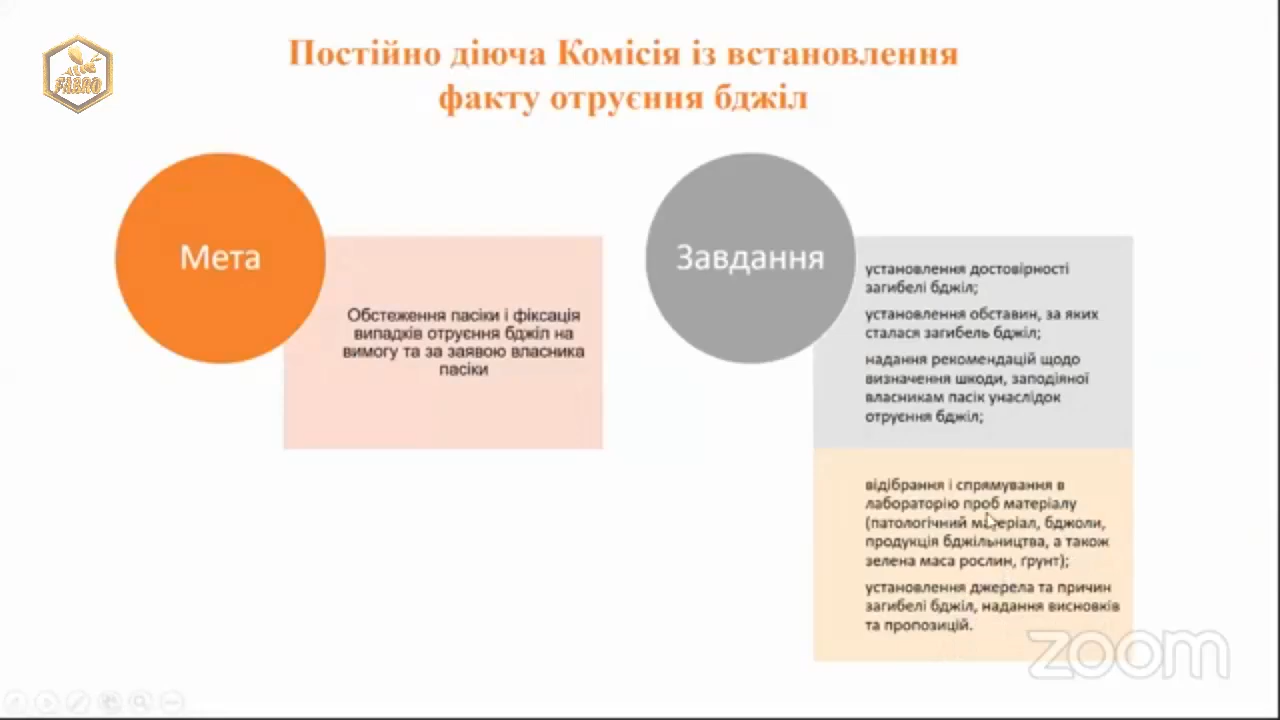 Постійно діюча Комісія із встановлення
факту отруєння бджіл
Мета
Обстеження пасіки і фіксація
випадків отруєння бджіл на
вимогу та за заявою власника
пасіки
Завдання
установлення достовірності
загибелі бджіл;
установлення обставин, за яких
сталася загибель бджіл;
надання рекомендацій щодо
визначення шкоди, заподіяної
власникам пасік унаслідок
отруєння бджіл;
відібрання і спрямування в
лабораторію проб матеріалу
(патологічний матеріал, бджоли,
продукція бджільництва, а також
зелена маса рослин, ґрунт);
установлення джерела та причин
загибелі бджіл, надання висновків
та пропозицій.
zoom